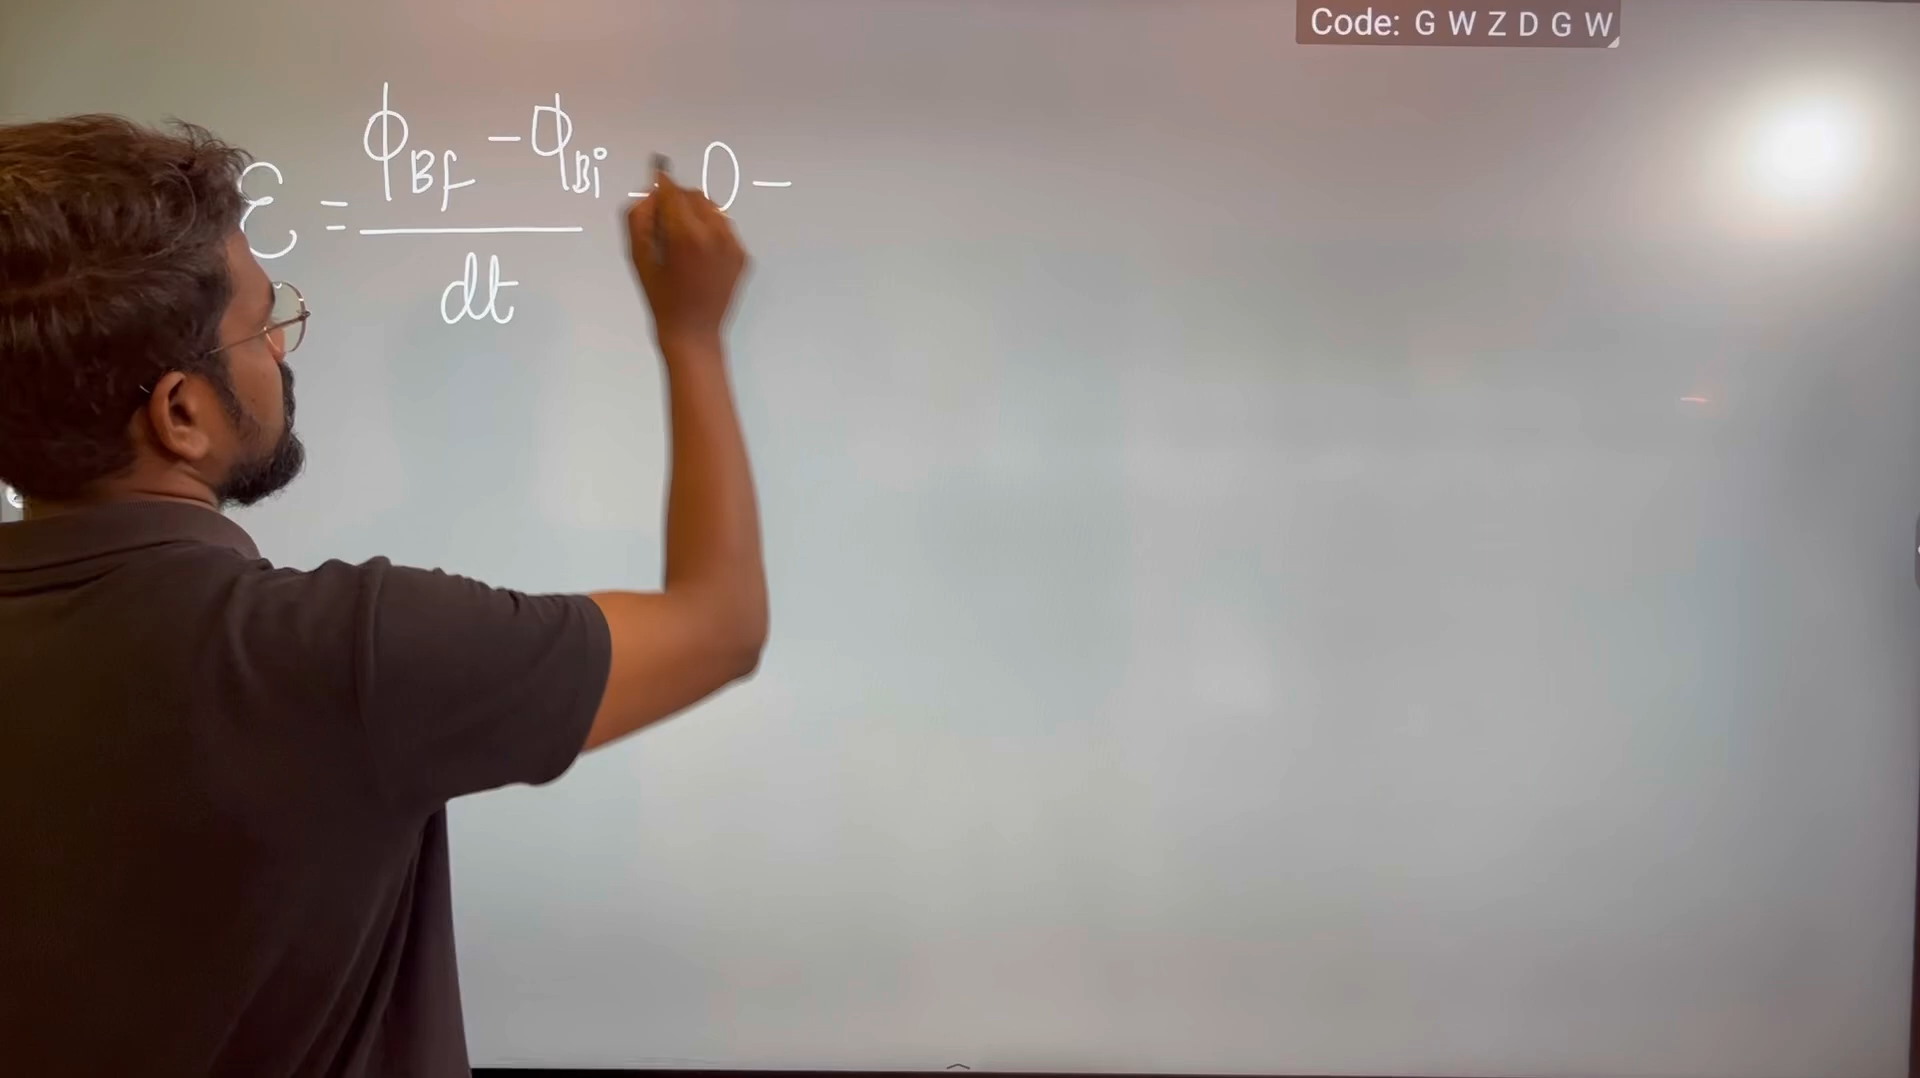 Code: G W Z D G W
ε = (ϕBf - ϕBi)/dt = 0 -